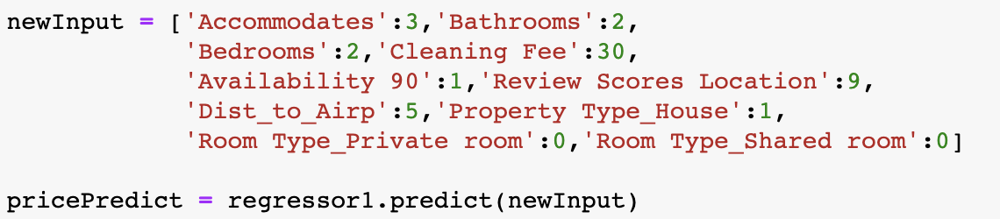 newInput = ['Accommodates':3,'Bathrooms':2,
'Bedrooms':2,'Cleaning Fee':30,
'Availability 90':1,'Review Scores Location':9,
'Dist_to_Airp':5,'Property Type_House':1,
'Room Type_Private room':0,'Room Type_Shared room':0]
pricePredict = regressor1.predict(newInput)